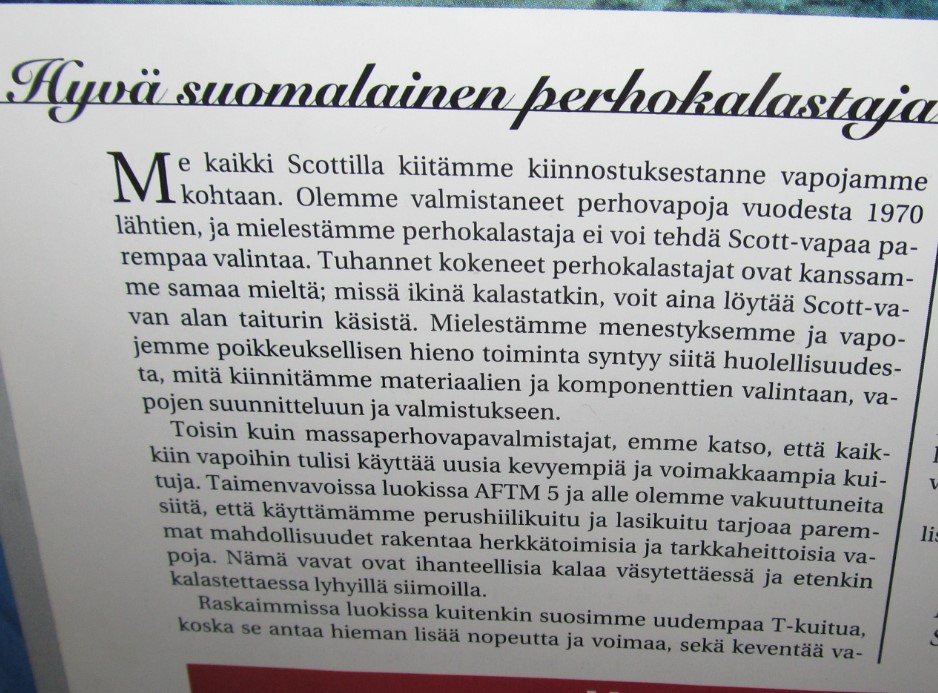 Hyvä suomalainen perhokalastaja
Me kaikki Scottilla kiitämme kiinnostuksestanne vapojamme
kohtaan. Olemme valmistaneet perhovapoja vuodesta 1970
lähtien, ja mielestämme perhokalastaja ei voi tehdä Scott-vapaa pa-
rempaa valintaa. Tuhannet kokeneet perhokalastajat ovat kanssam-
me samaa mieltä; missä ikinä kalastatkin, voit aina löytää Scott-va-
van alan taiturin käsistä. Mielestämme menestyksemme ja vapo-
jemme poikkeuksellisen hieno toiminta syntyy siitä huolellisuudes-
ta, mitä kiinnitämme materiaalien ja komponenttien valintaan, va-
pojen suunnitteluun ja valmistukseen.
Toisin kuin massaperhovapavalmistajat, emme katso, että kaik-
kiin vapoihin tulisi käyttää uusia kevyempiä ja voimakkaampia kui-
tuja. Taimenvavoissa luokissa AFTM 5 ja alle olemme vakuuttuneita
siitä, että käyttämämme perushiilikuitu ja lasikuitu tarjoaa parem-
mat mahdollisuudet rakentaa herkkätoimisia ja tarkkaheittoisia va-
poja. Nämä vavat ovat ihanteellisia kalaa väsytettäessä ja etenkin
kalastettaessa lyhyillä siimoilla.
Raskaimmissa luokissa kuitenkin suosimme uudempaa T-kuitua,
koska se antaa hieman lisää nopeutta ja voimaa, sekä keventää va-